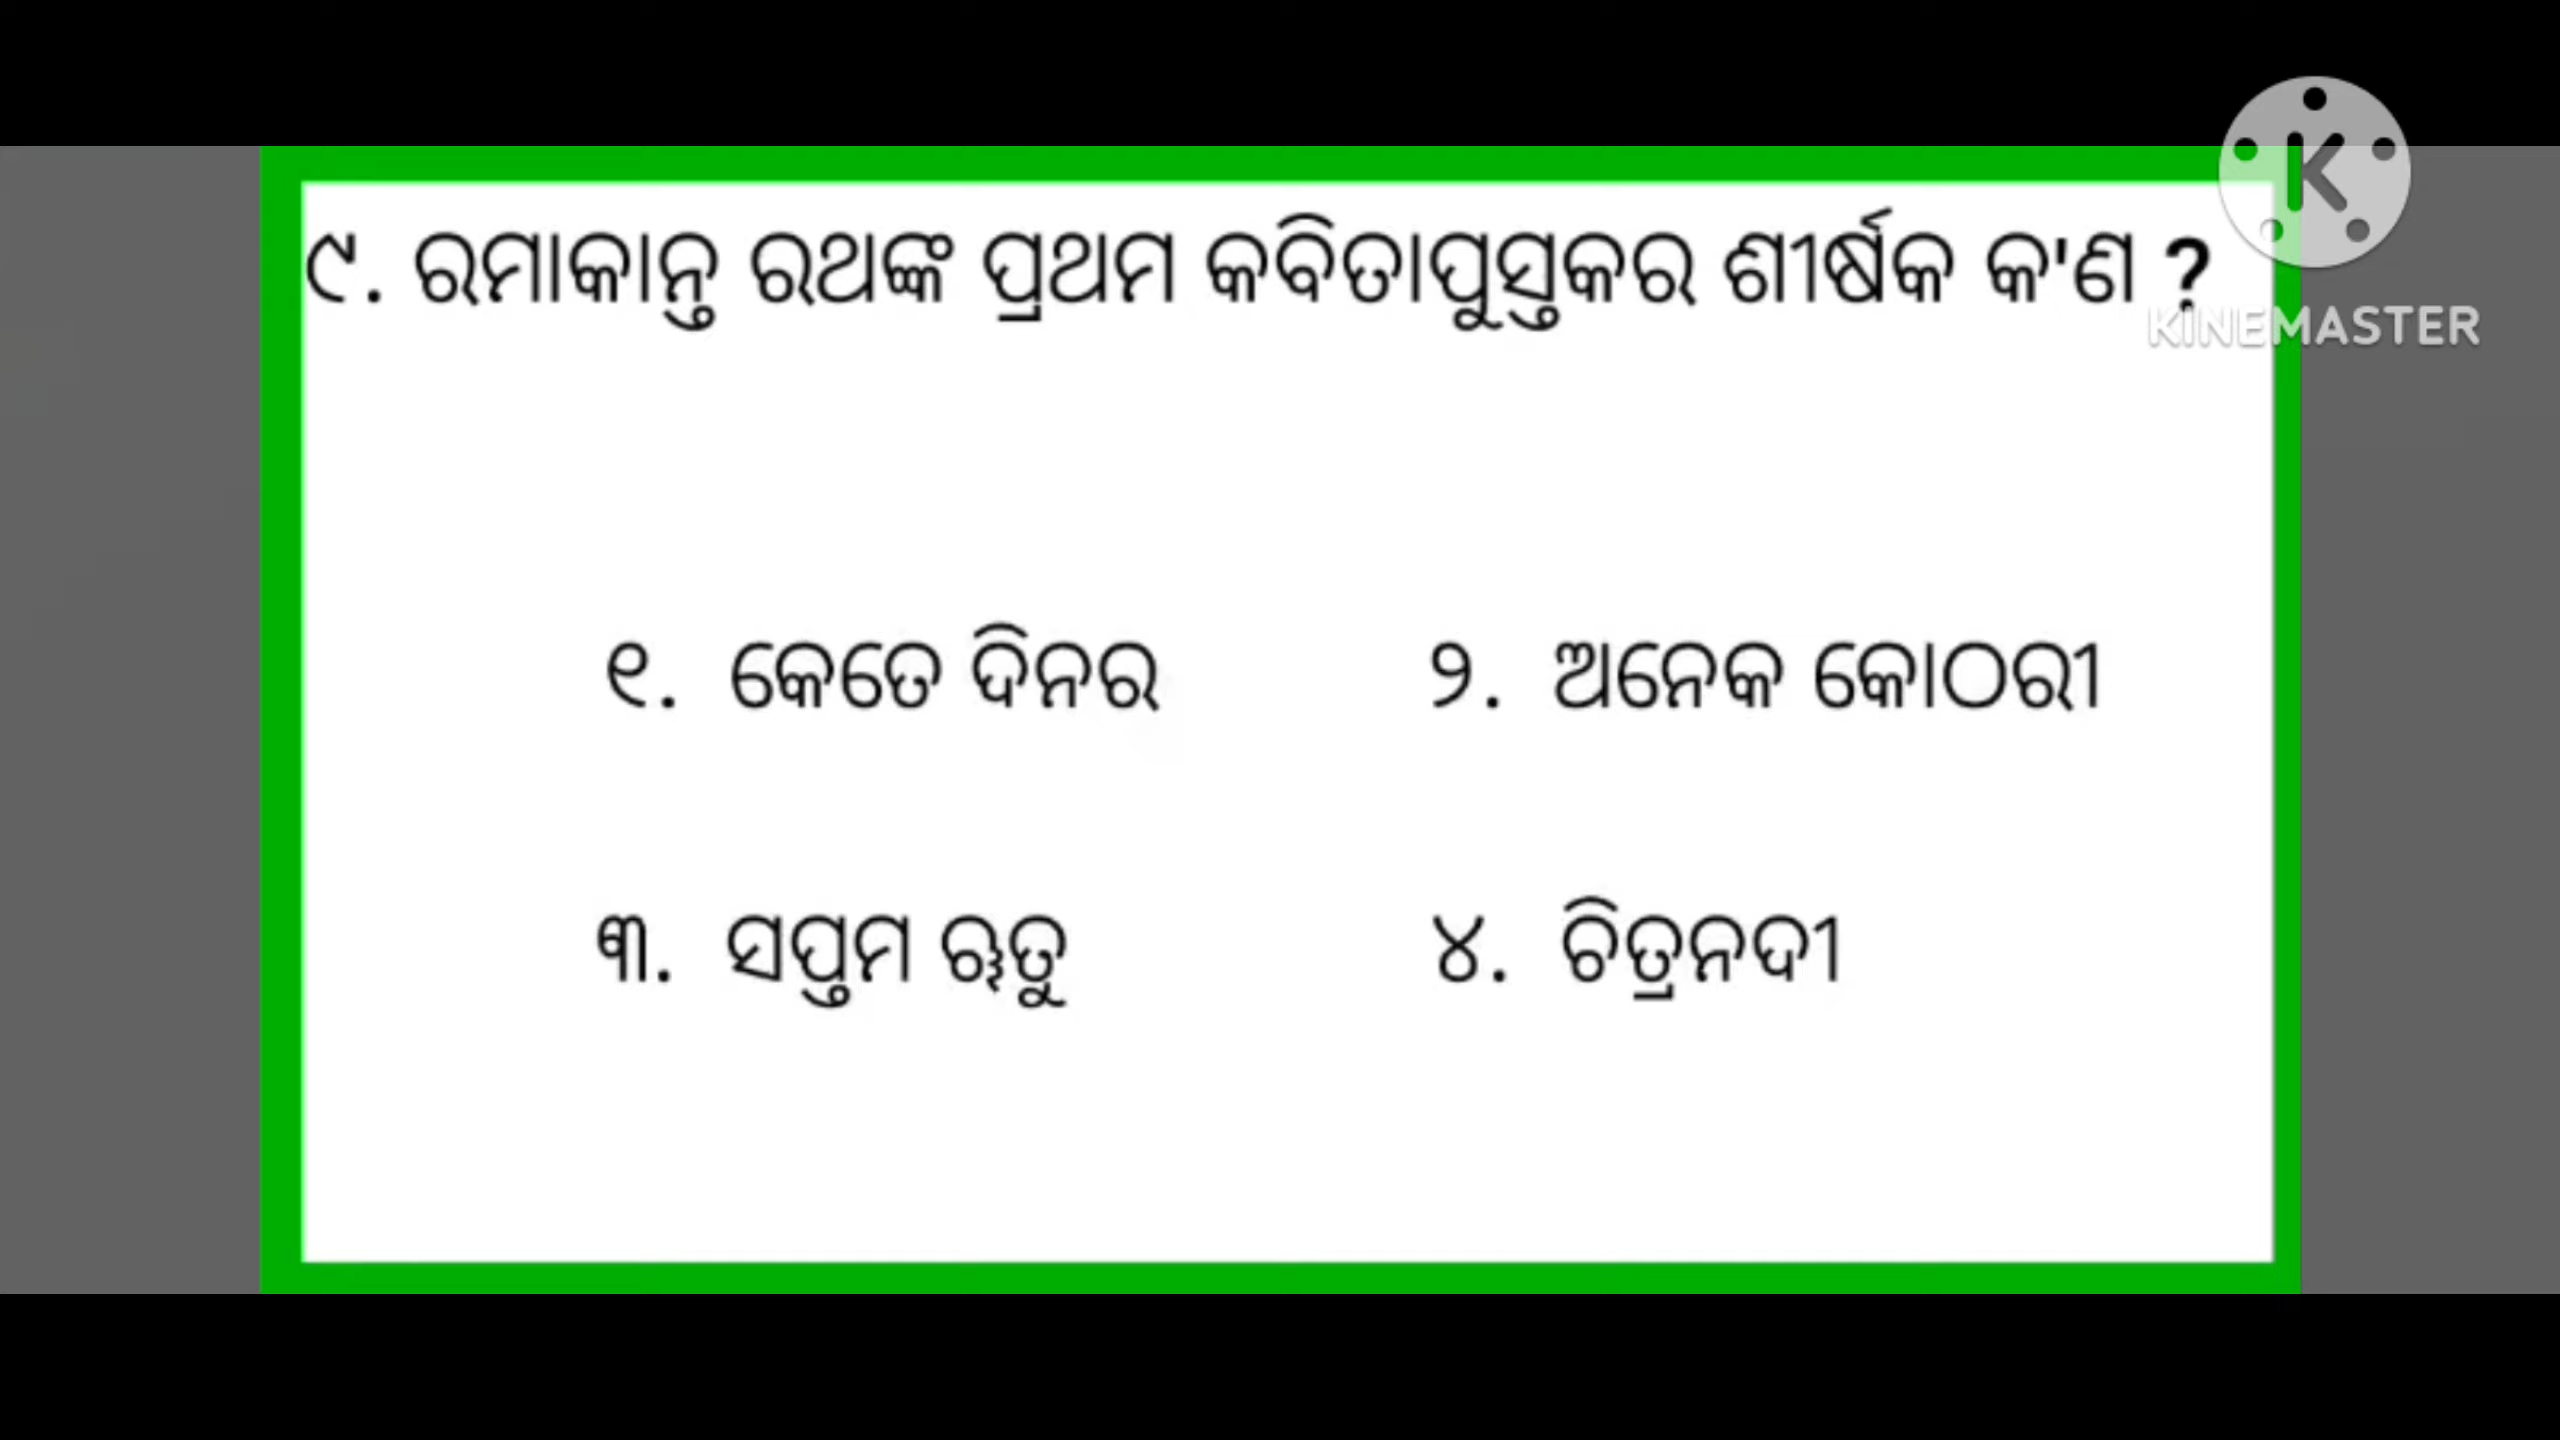 ୯. ରମାକାନ୍ତ ରଥଙ୍କ ପ୍ରଥମ କବିତାପୁସ୍ତକର ଶୀର୍ଷକ କ'ଣ ?
KINEMASTER
୧. କେତେ ଦିନର ୨. ଅନେକ କୋଠରୀ
୩. ସପ୍ତମ ଋତୁ ୪. ଚିତ୍ରନଦୀ